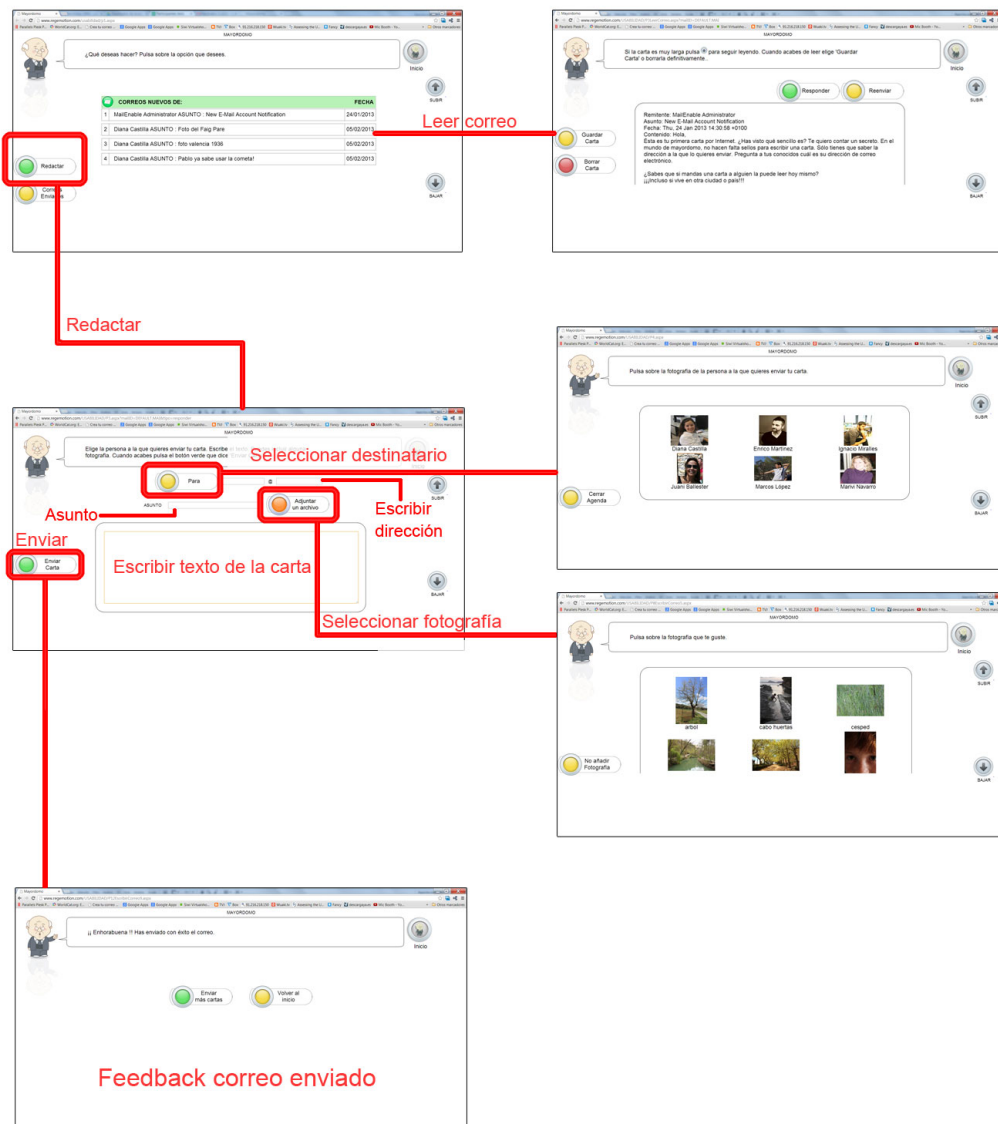 Mayordomo
MAYORDOMO
¿Qué deseas hacer? Pulsa sobre la opción que desees.
Inicio
SUBIR
CORREOS NUEVOS DE: FECHA
1 MailEnable Administrator ASUNTO : New E-Mail Account Notification 24/01/2013
2 Diana Castilla ASUNTO : Foto del Faig Pare 05/02/2013
3 Diana Castilla ASUNTO : foto valencia 1936 05/02/2013
4 Diana Castilla ASUNTO : Pablo ya sabe usar la cometa! 05/02/2013
Redactar
Correos
Enviados
BAJAR
Leer correo
Mayordomo
MAYORDOMO
Si la carta es muy larga pulsa para seguir leyendo. Cuando acabes de leer elige 'Guardar
Carta' o borrarla definitivamente..
Inicio
SUBIR
Responder
Reenviar
Guardar
Carta
Borrar
Carta
Remitente: MailEnable Administrator
Asunto: New E-Mail Account Notification
Fecha: Thu, 24 Jan 2013 14:30:58 +0100
Contenido: Hola,
Esta es tu primera carta por Internet. ¿Has visto qué sencillo es? Te quiero contar un secreto. En el
mundo de mayordomo, no hacen falta sellos para escribir una carta. Sólo tienes que saber la
dirección a la que lo quieres enviar. Pregunta a tus conocidos cuál es su dirección de correo
electrónico.
¿Sabes que si mandes una carta a alguien la puede leer hoy mismo?
¡¡¡Incluso si vive en otra ciudad o país!!!
BAJAR
Redactar
Mayordomo
MAYORDOMO
Elige la persona a la que quieres enviar tu carta. Escribe
fotografía. Cuando acabes pulsa el botón verde que dice
Para
SUBIR
ASUNTO
Adjuntar
un archivo
Enviar
Carta
BAJAR
Seleccionar destinatario
Asunto
Escribir
dirección
Enviar
Escribir texto de la carta
Seleccionar fotografía
Mayordomo
MAYORDOMO
Pulsa sobre la fotografía de la persona a la que quieres enviar tu carta.
Inicio
SUBIR
Diana Castilla
Enrico Martinez
Ignacio Miralles
Juani Ballester
Marcos López
Mariví Navarro
Cerrar
Agenda
BAJAR
Mayordomo
MAYORDOMO
Pulsa sobre la fotografía que te guste.
Inicio
SUBIR
arbol
cabo huertas
cesped
No añadir
Fotografía
BAJAR
Mayordomo
MAYORDOMO
¡¡ Enhorabuena !! Has enviado con éxito el correo.
Inicio
Enviar
más cartas
Volver al
inicio
Feedback correo enviado